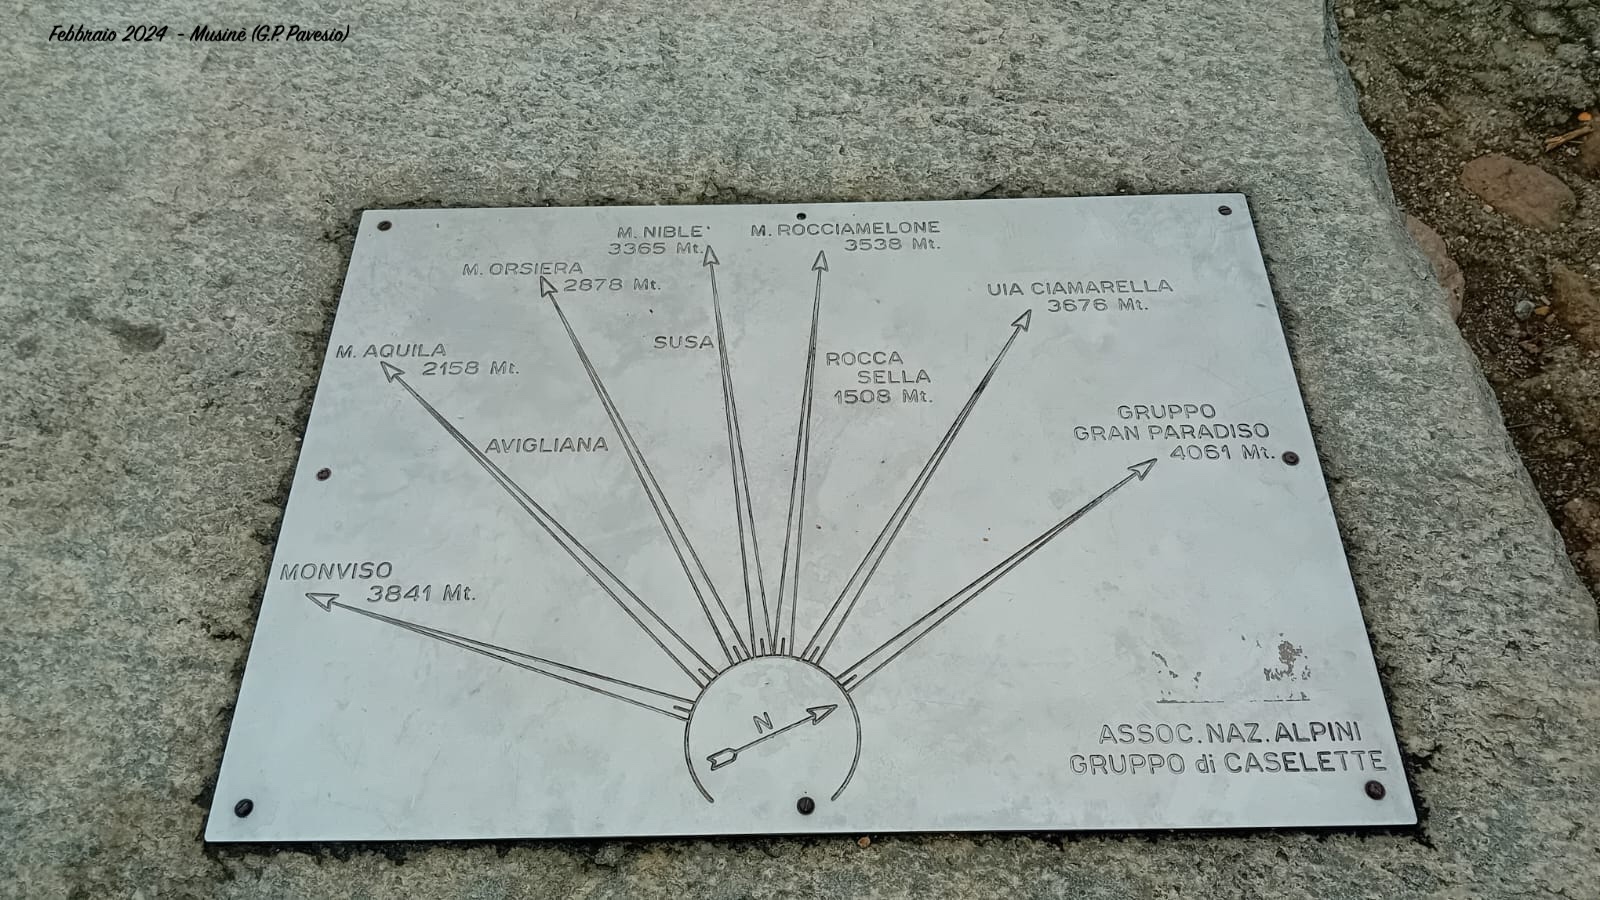 Febbraio 2024 - Musinè (G.P. Pavesio)
M. NIBLE'
3365 Mt.
M. ROCCIAMELONE
3538 Mt.
M. ORSIERA
2878 Mt.
UIA CIAMARELLA
3676 Mt.
SUSA
M. AQUILA
2158 Mt.
ROCCA
SELLA
1508 Mt.
GRUPPO
GRAN PARADISO
4061 Mt.
AVIGLIANA
MONVISO
3841 Mt.
N
ASSOC. NAZ. ALPINI
GRUPPO di CASELETTE